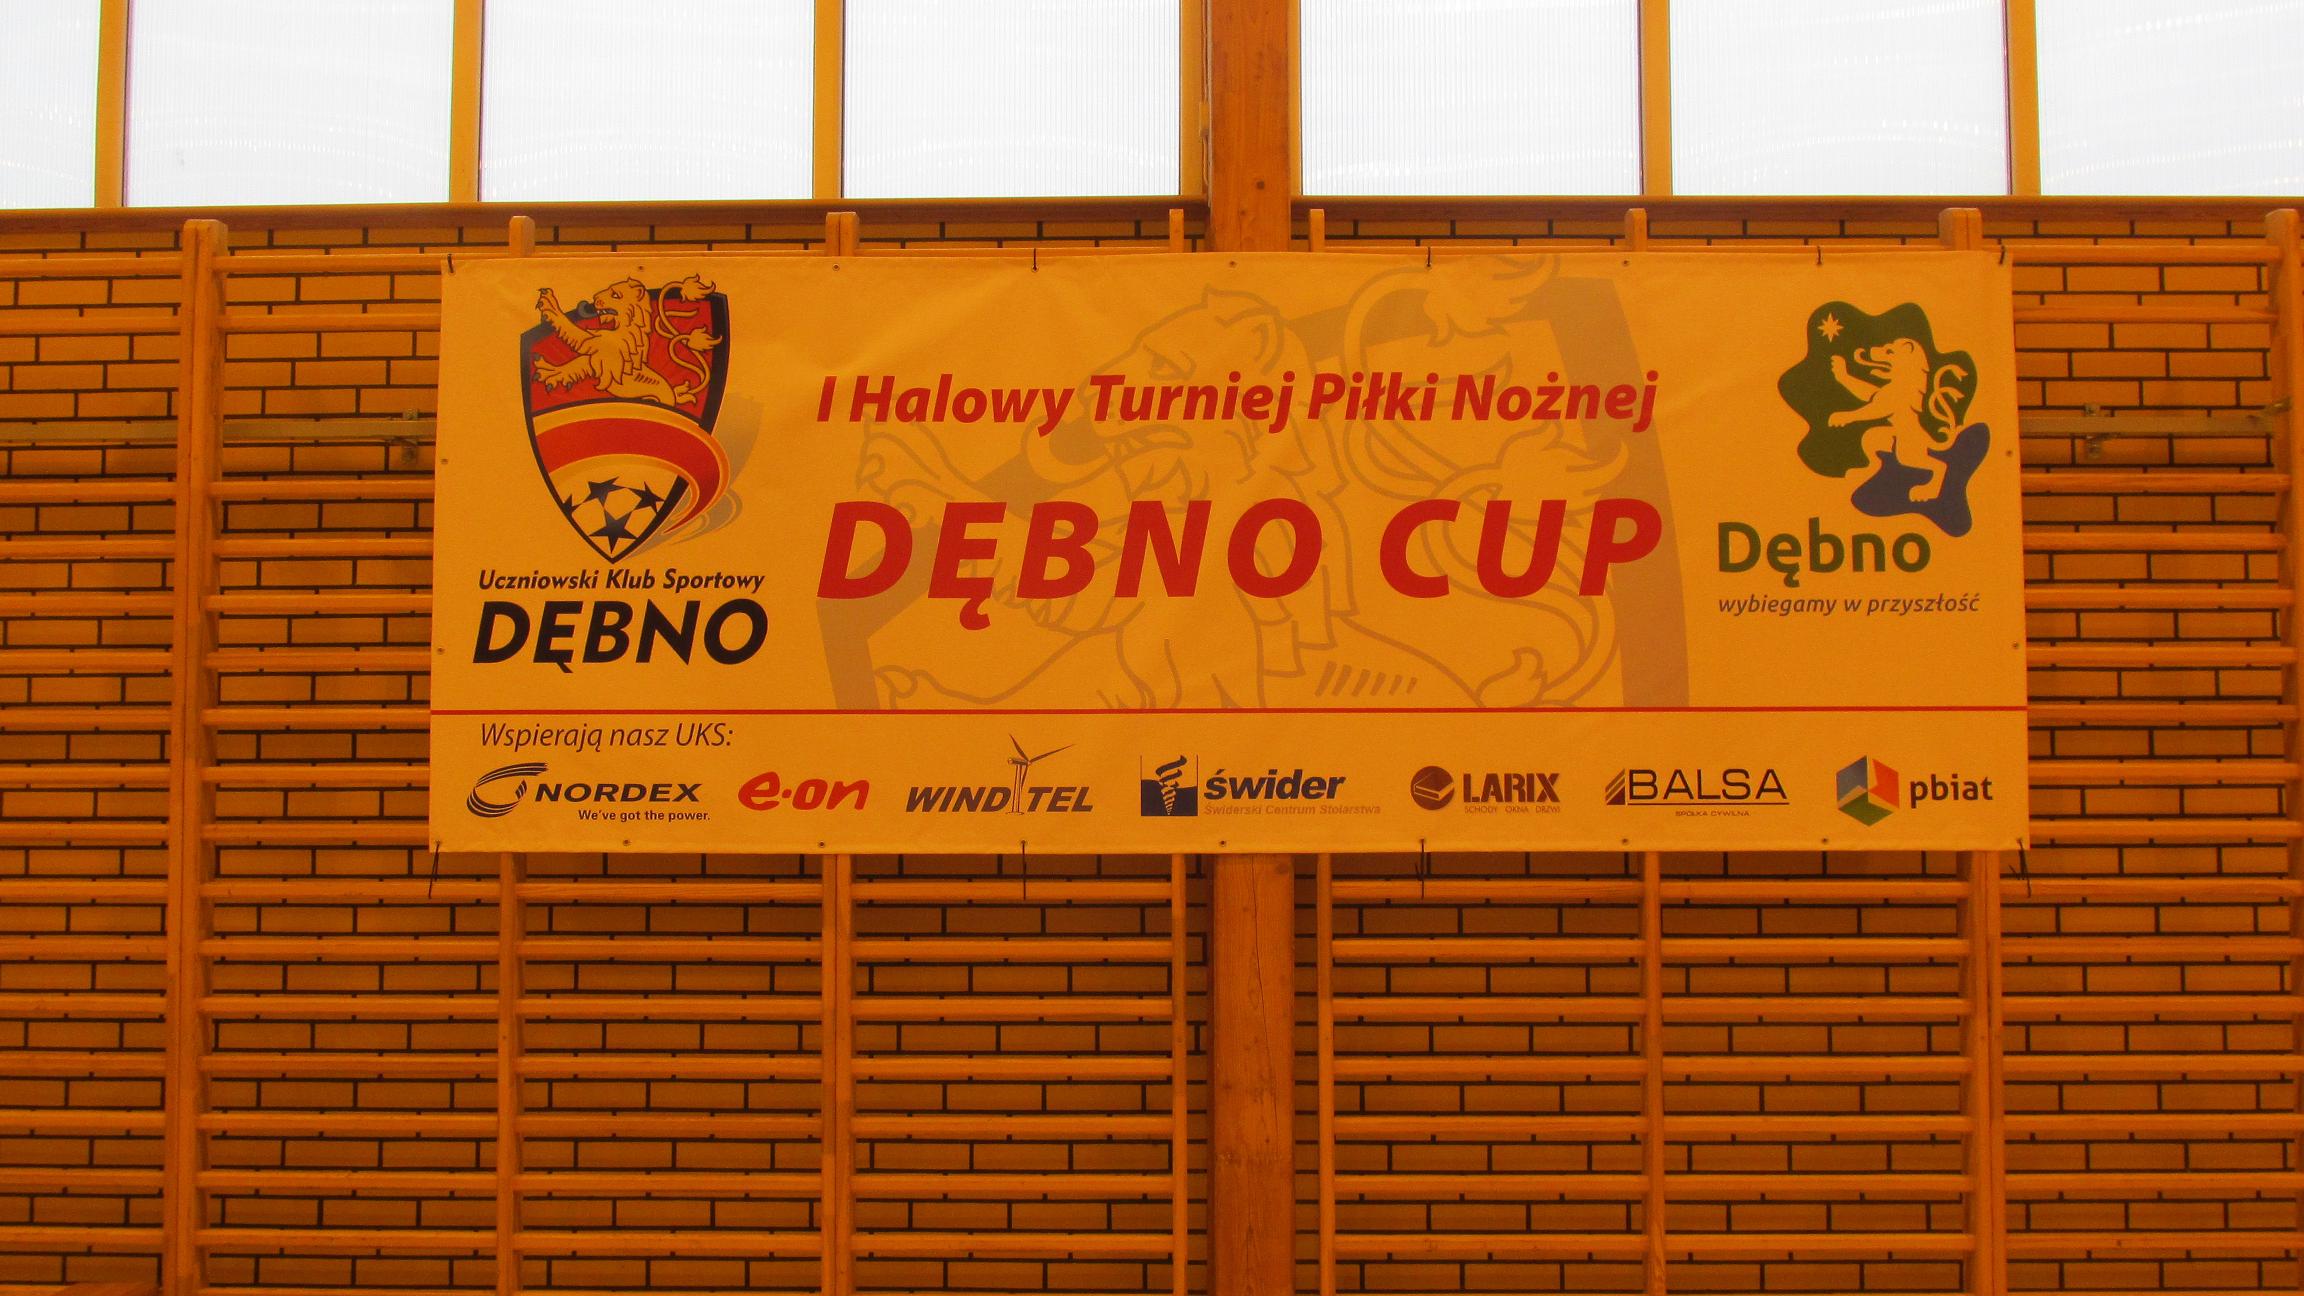 I Halowy Turniej Piłki Nożnej
DĘBNO CUP
Uczniowski Klub Sportowy
DĘBNO
Dębno
wybiegamy w przyszłość
Wspierają nasz UKS:
NORDEX
We've got the power.
e·on
WINDTEL
świder
Świderski Centrum Stolarstwa
LARIX
SCHODY OKNA DRZWI
BALSA
SPÓŁKA CYWILNA
pbiat